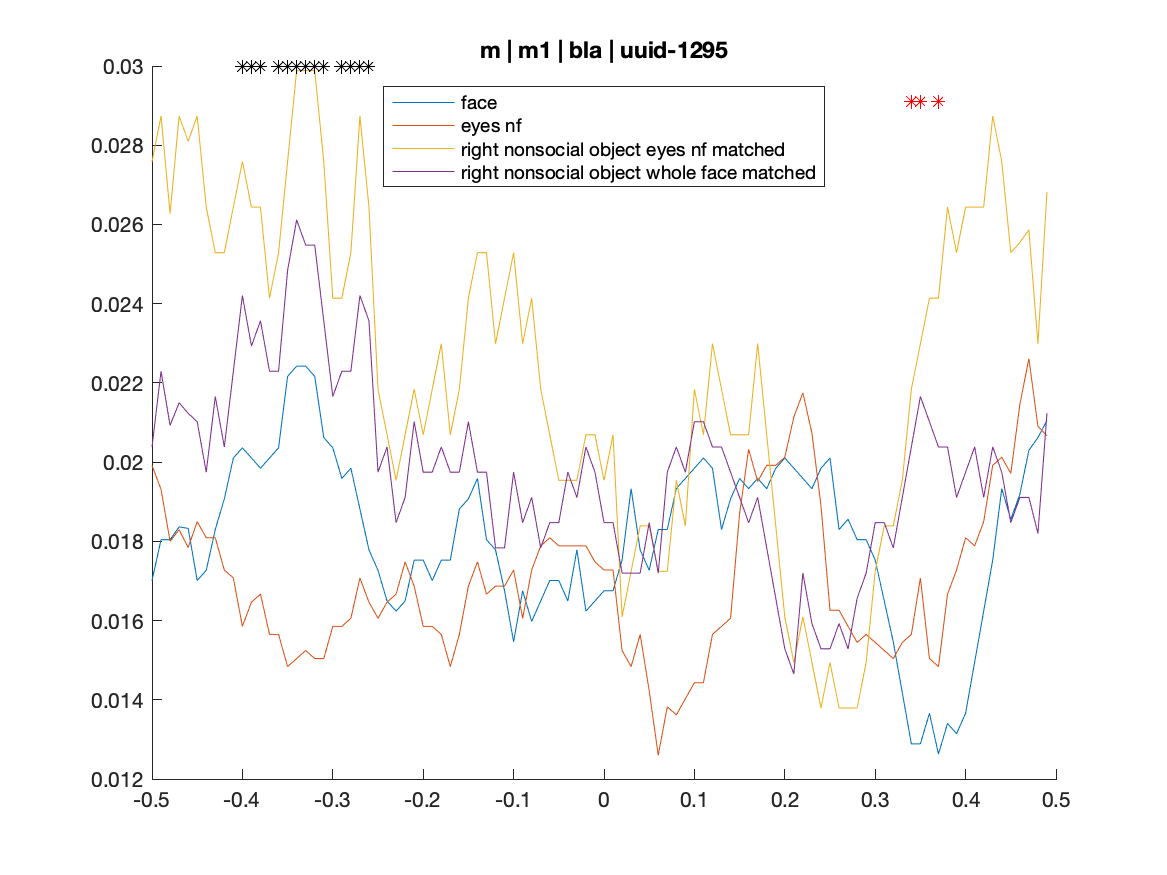 m | m1 | bla | uuid-1295
face
eyes nf
right nonsocial object eyes nf matched
right nonsocial object whole face matched
0.03
0.028
0.026
0.024
0.022
0.02
0.018
0.016
0.014
0.012
-0.5 -0.4 -0.3 -0.2 -0.1 0 0.1 0.2 0.3 0.4 0.5